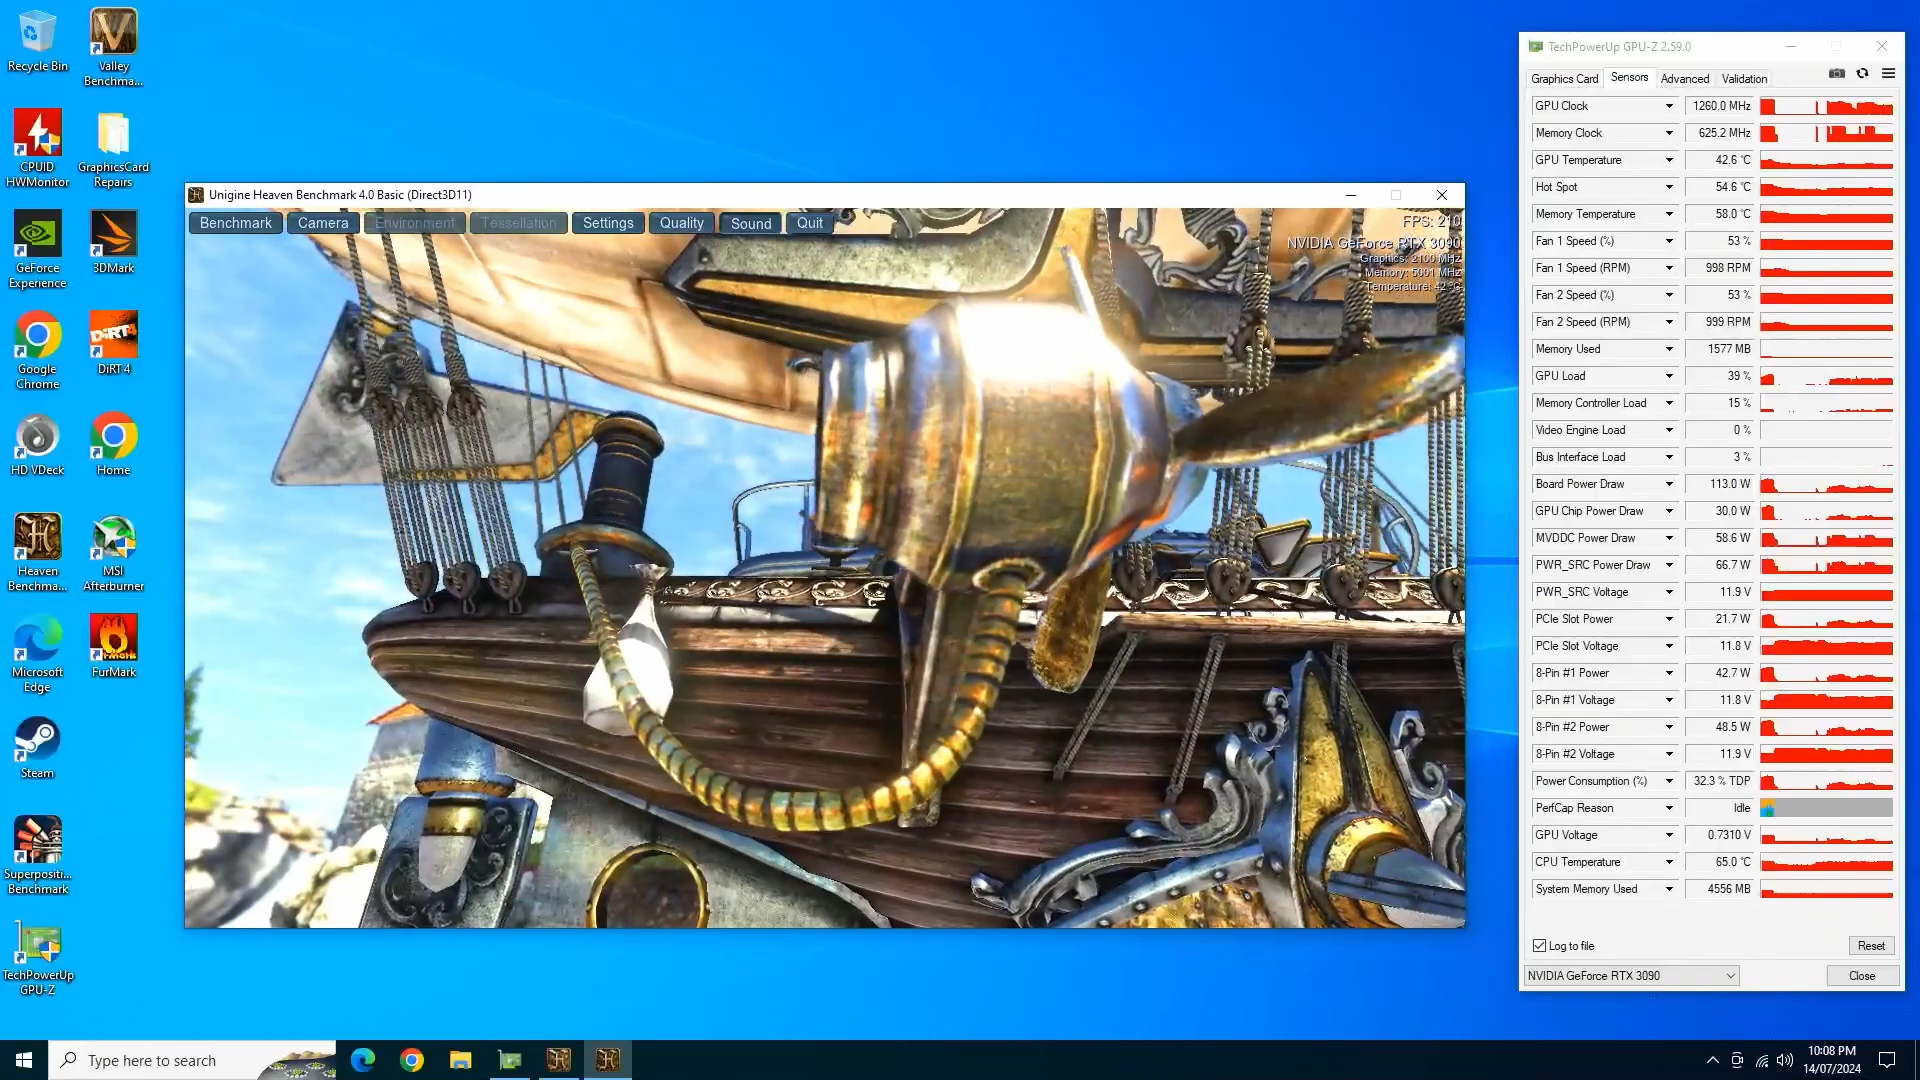 Recycle Bin
Valley
Benchma...
CPUID
HWMonitor
GraphicsCard
Repairs
GeForce
Experience
3DMark
Google
Chrome
DiRT 4
HD VDeck
Home
Heaven
Benchma...
MSI
Afterburner
Microsoft
Edge
FurMark
Steam
Superpositi...
Benchmark
TechPowerUp
GPU-Z
Unigine Heaven Benchmark 4.0 Basic (Direct3D11)
Benchmark Camera Environment Tessellation Settings Quality Sound Quit
FPS: 210
NVIDIA GeForce RTX 3090
Graphics: 2100 MHz
Memory: 5001 MHz
Temperature: 42 °C
TechPowerUp GPU-Z 2.59.0
Graphics Card Sensors Advanced Validation
GPU Clock 1260.0 MHz
Memory Clock 625.2 MHz
GPU Temperature 42.6 °C
Hot Spot 54.6 °C
Memory Temperature 58.0 °C
Fan 1 Speed (%) 53 %
Fan 1 Speed (RPM) 998 RPM
Fan 2 Speed (%) 53 %
Fan 2 Speed (RPM) 999 RPM
Memory Used 1577 MB
GPU Load 39 %
Memory Controller Load 15 %
Video Engine Load 0 %
Bus Interface Load 3 %
Board Power Draw 113.0 W
GPU Chip Power Draw 30.0 W
MVDDC Power Draw 58.6 W
PWR_SRC Power Draw 66.7 W
PWR_SRC Voltage 11.9 V
PCIe Slot Power 21.7 W
PCIe Slot Voltage 11.8 V
8-Pin #1 Power 42.7 W
8-Pin #1 Voltage 11.8 V
8-Pin #2 Power 48.5 W
8-Pin #2 Voltage 11.9 V
Power Consumption (%) 32.3 % TDP
PerfCap Reason Idle
GPU Voltage 0.7310 V
CPU Temperature 65.0 °C
System Memory Used 4556 MB
Log to file Reset
NVIDIA GeForce RTX 3090 Close
Type here to search
10:08 PM
14/07/2024